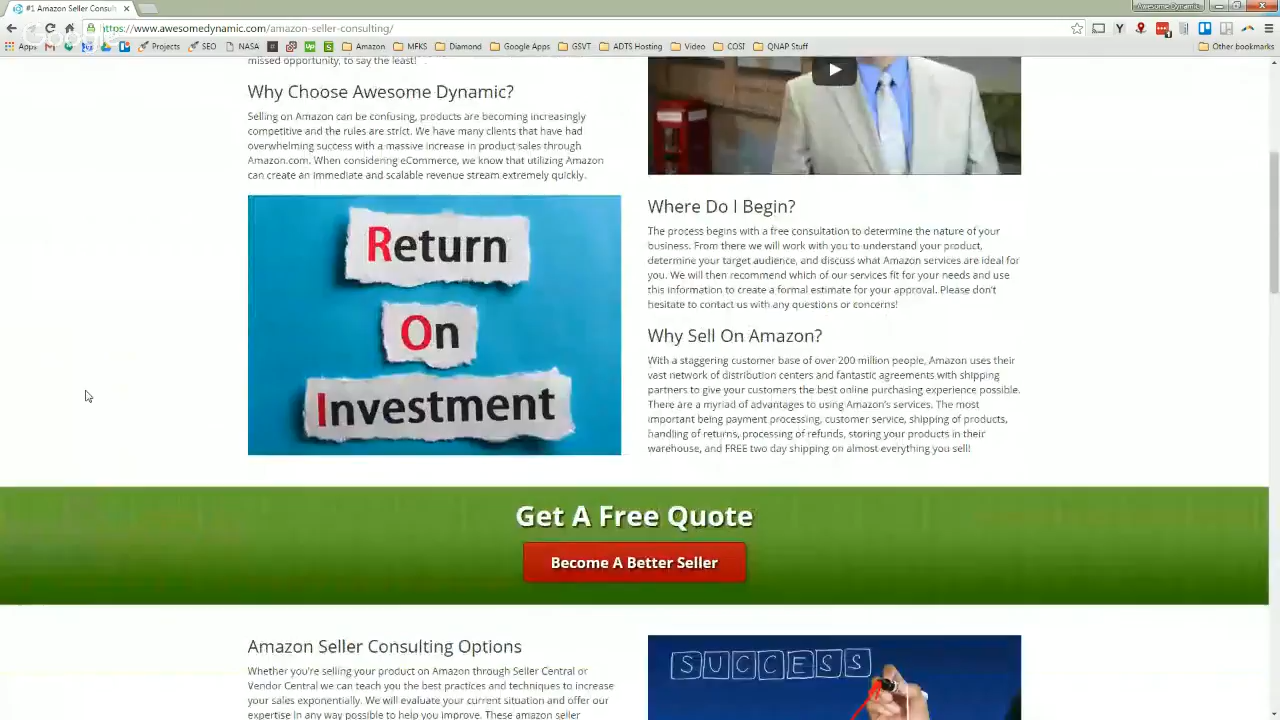 #1 Amazon Seller Consulti
Awesome Dynamic
https://www.awesomedynamic.com/amazon-seller-consulting/
Apps
Projects
SEO
NASA
Amazon
MFKS
Diamond
Google Apps
GSVT
ADTS Hosting
Video
COSI
QNAP Stuff
Other bookmarks
missed opportunity, to say the least!
Why Choose Awesome Dynamic?
Selling on Amazon can be confusing, products are becoming increasingly
competitive and the rules are strict. We have many clients that have had
overwhelming success with a massive increase in product sales through
Amazon.com. When considering eCommerce, we know that utilizing Amazon
can create an immediate and scalable revenue stream extremely quickly.
Return
On
Investment
Where Do I Begin?
The process begins with a free consultation to determine the nature of your
business. From there we will work with you to understand your product,
determine your target audience, and discuss what Amazon services are ideal for
you. We will then recommend which of our services fit for your needs and use
this information to create a formal estimate for your approval. Please don't
hesitate to contact us with any questions or concerns!
Why Sell On Amazon?
With a staggering customer base of over 200 million people, Amazon uses their
vast network of distribution centers and fantastic agreements with shipping
partners to give your customers the best online purchasing experience possible.
There are a myriad of advantages to using Amazon's services. The most
important being payment processing, customer service, shipping of products,
handling of returns, processing of refunds, storing your products in their
warehouse, and FREE two day shipping on almost everything you sell!
Get A Free Quote
Become A Better Seller
Amazon Seller Consulting Options
Whether you're selling your product on Amazon through Seller Central or
Vendor Central we can teach you the best practices and techniques to increase
your sales exponentially. We will evaluate your current situation and offer our
expertise in any way possible to help you improve. These amazon seller
SUCCESS